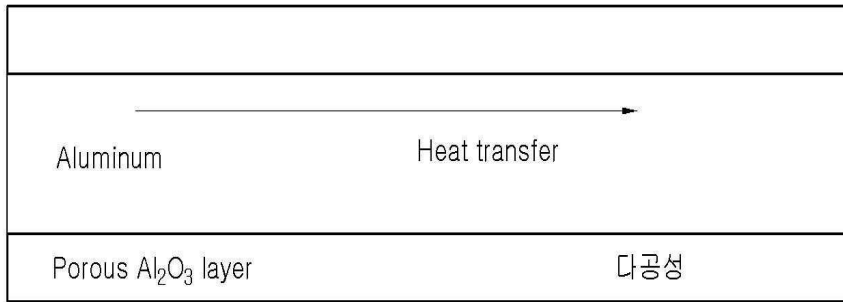 Aluminum
Heat transfer
Porous Al₂O₃ layer
다공성